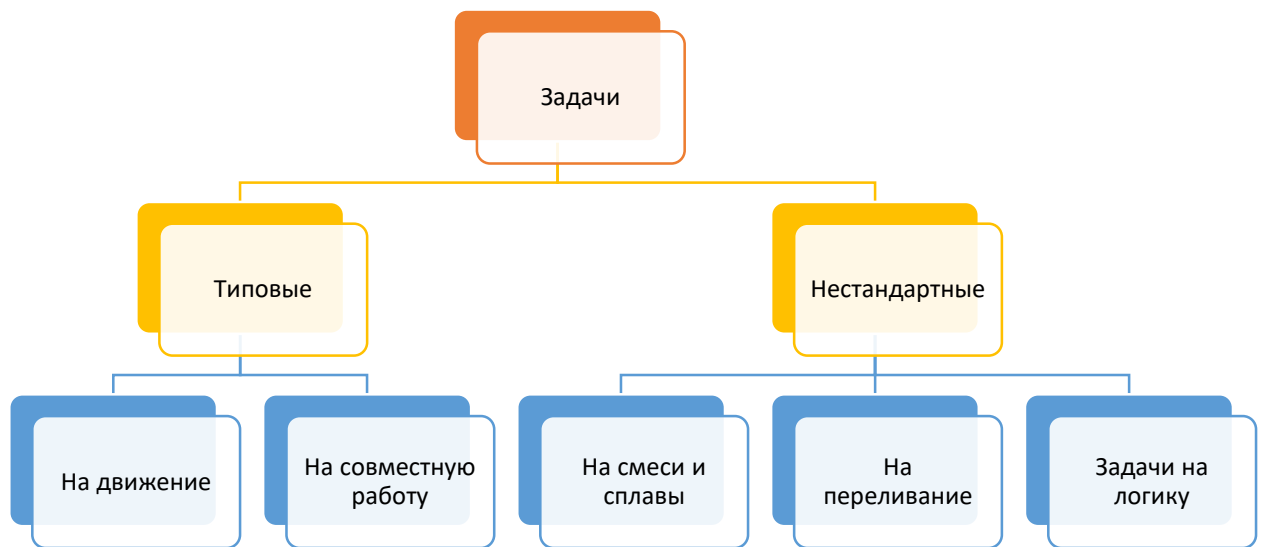 Задачи
Типовые
Нестандартные
На движение
На совместную
работу
На смеси и
сплавы
На
переливание
Задачи на
логику